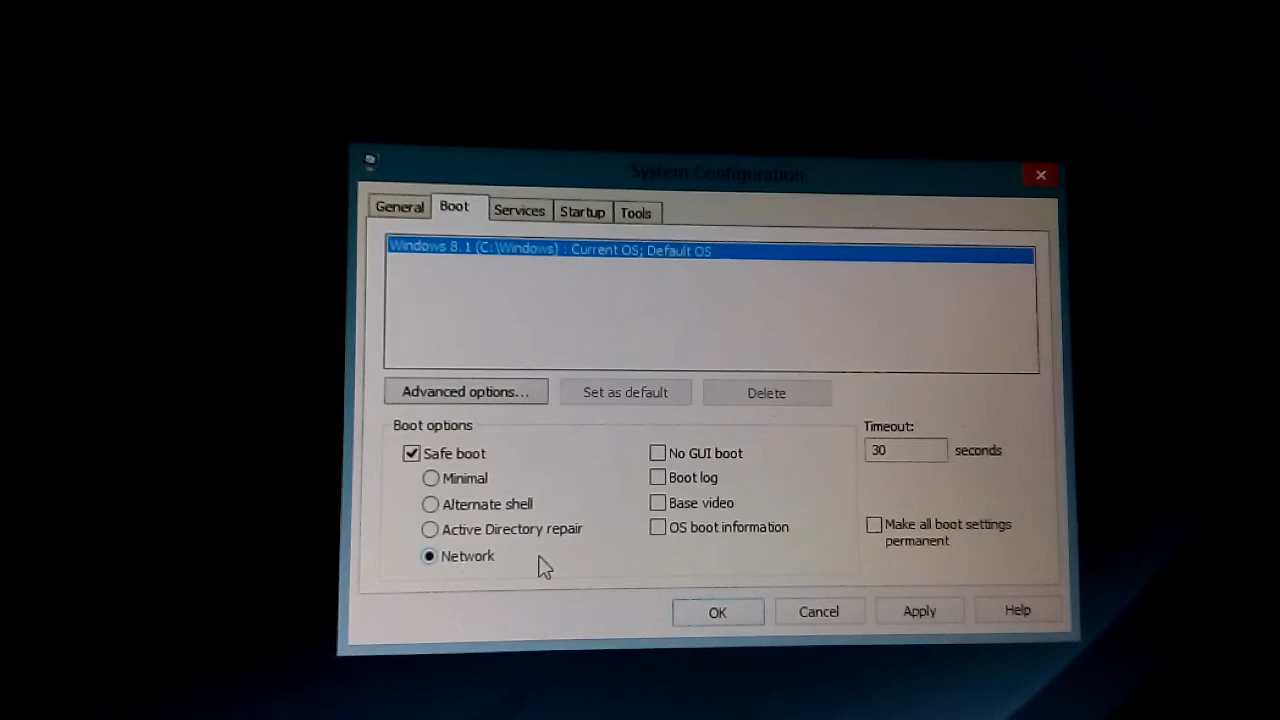 System Configuration
General Boot Services Startup Tools
Windows 8.1 (C:\Windows) : Current OS; Default OS
Advanced options... Set as default Delete
Boot options
Timeout:
Safe boot No GUI boot 30 seconds
Minimal Boot log
Alternate shell Base video
Active Directory repair OS boot information Make all boot settings
permanent
Network
OK Cancel Apply Help